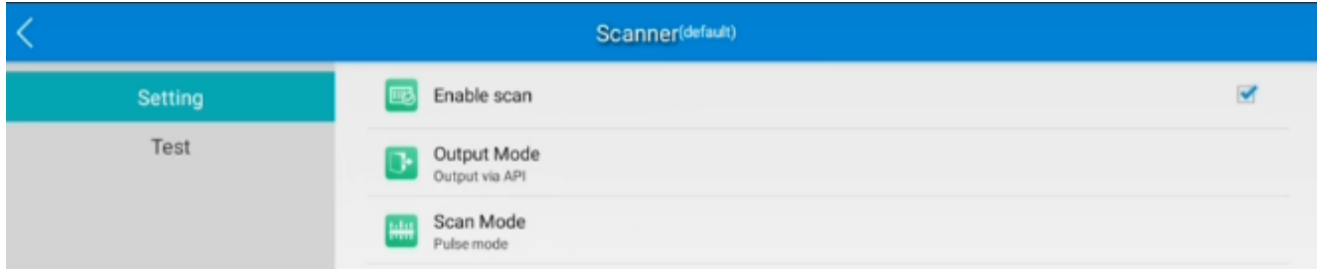 Scanner(default)
Setting
Test
Enable scan
Output Mode
Output via API
Scan Mode
Pulse mode